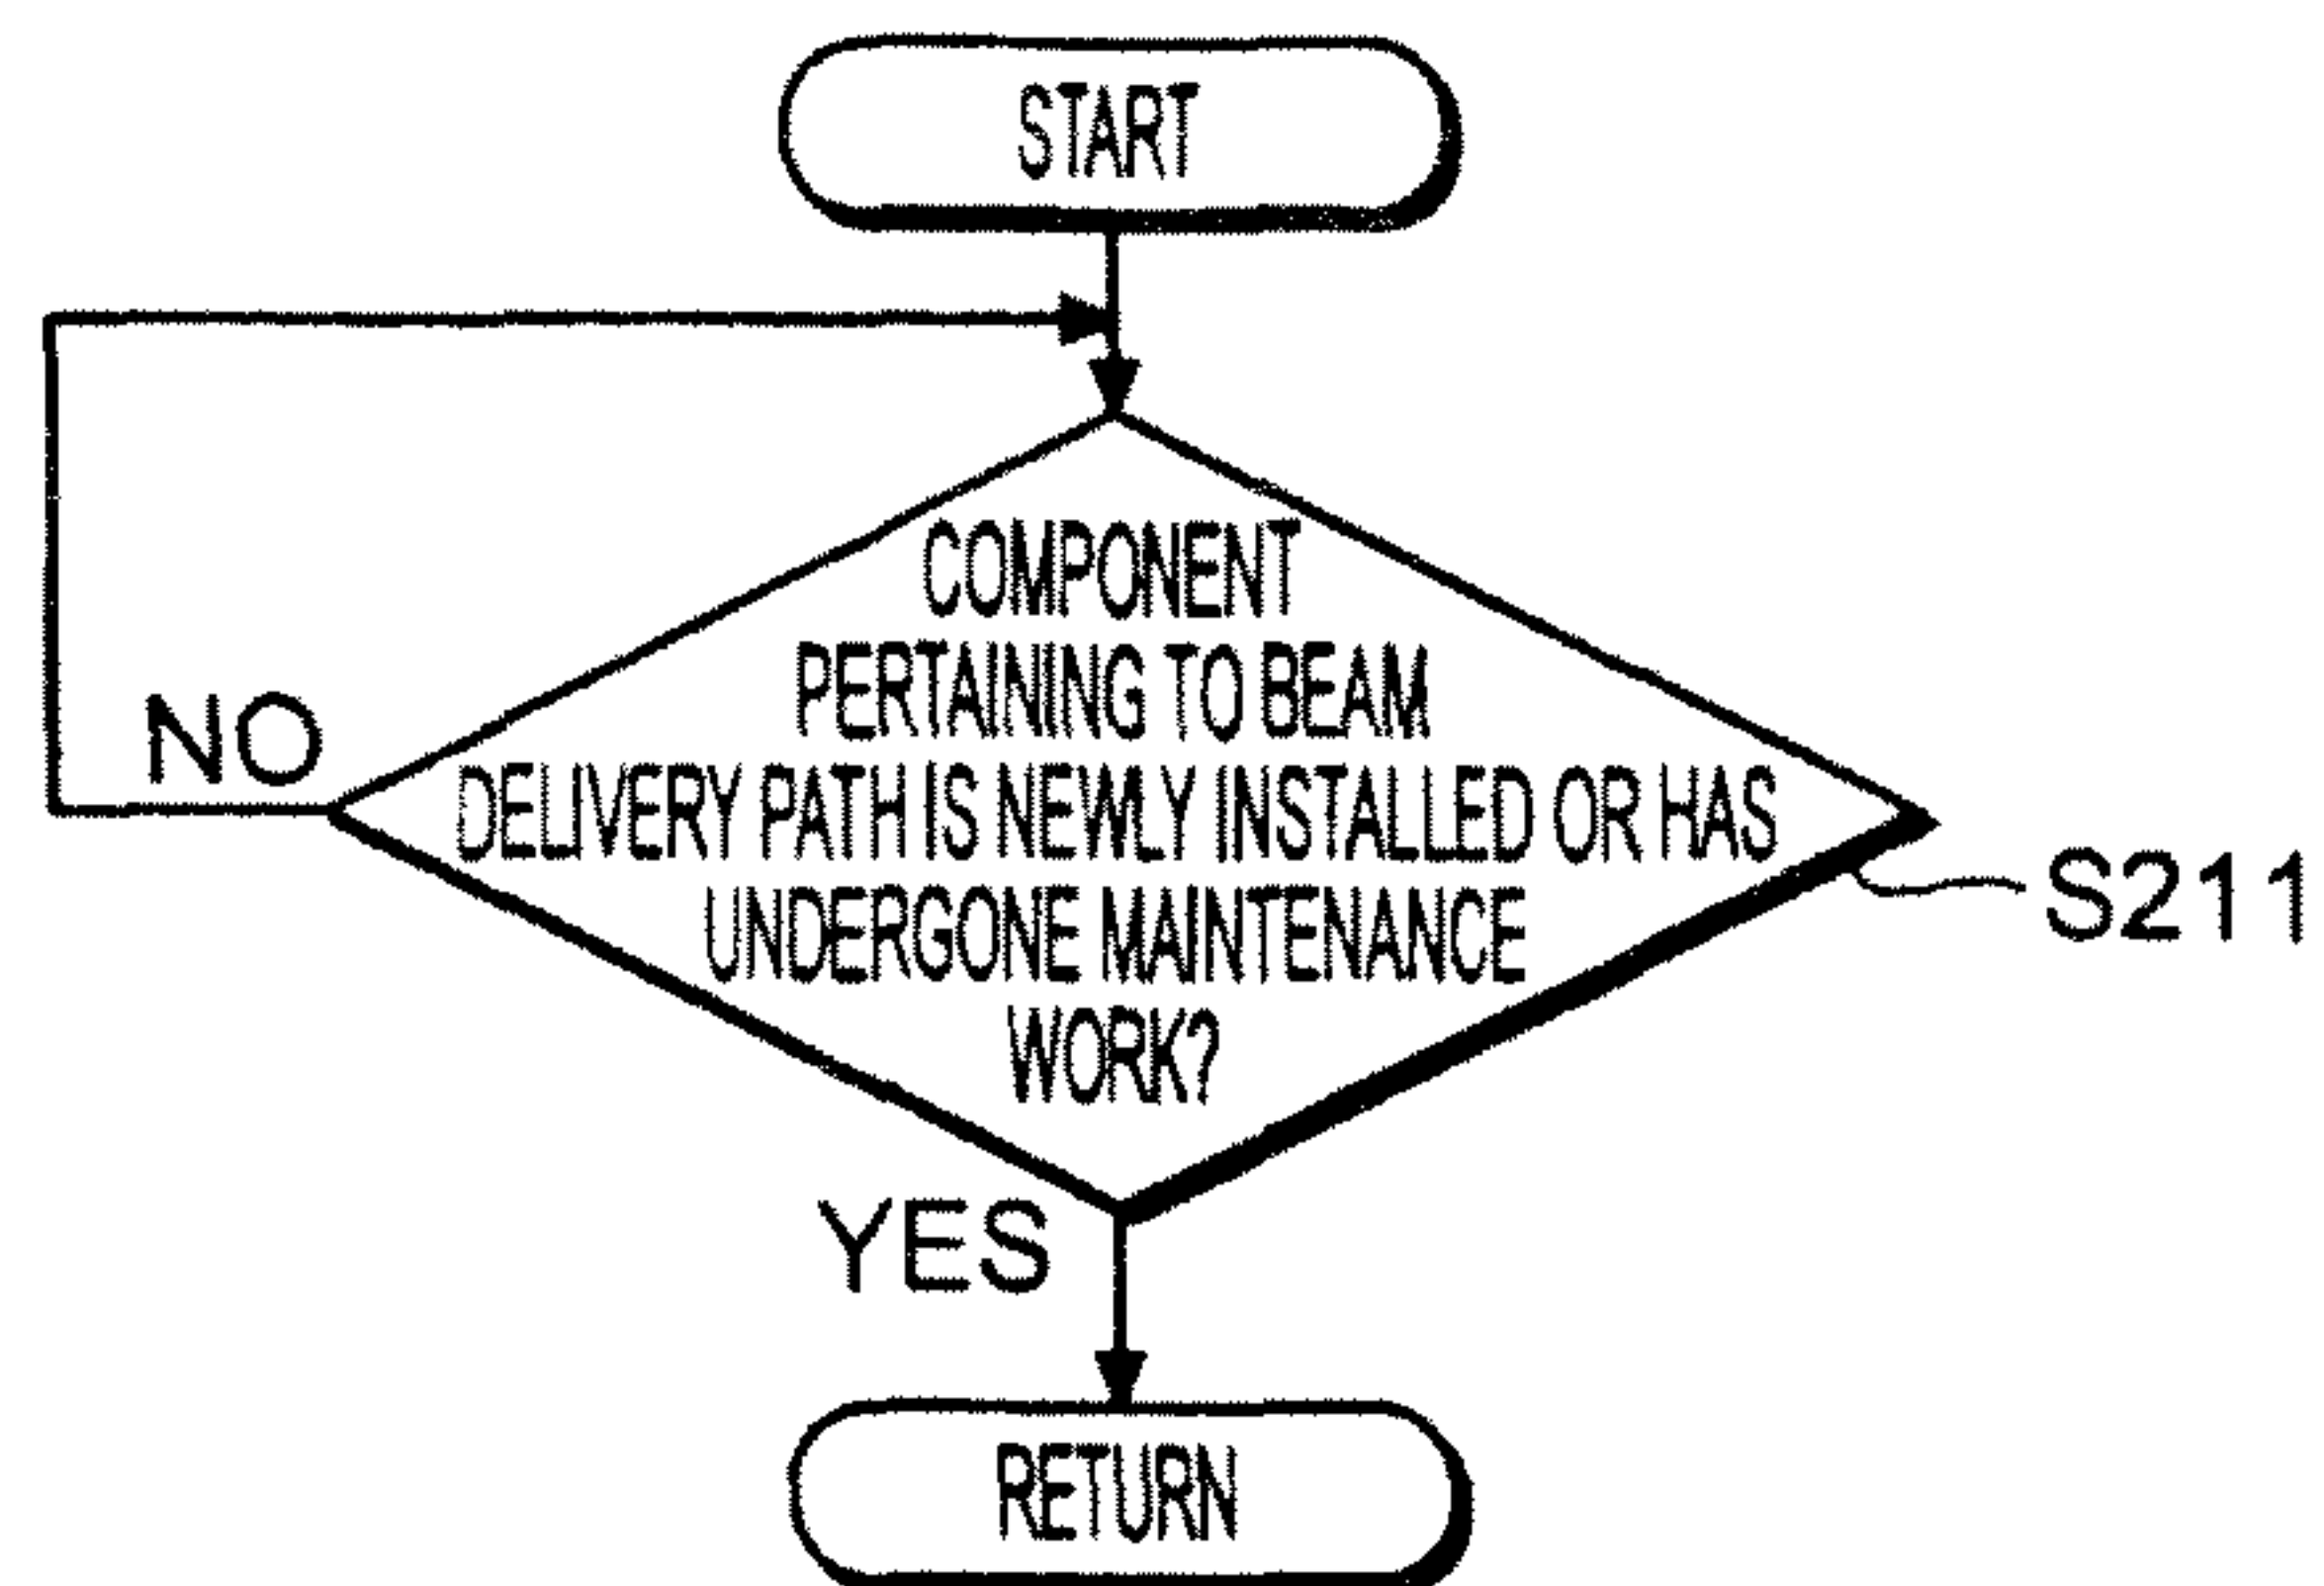 START
COMPONENT
PERTAINING TO BEAM
NO
DELIVERY PATH IS NEWLY INSTALLED OR HAS
S211
UNDERGONE MAINTENANCE
WORK?
YES
RETURN